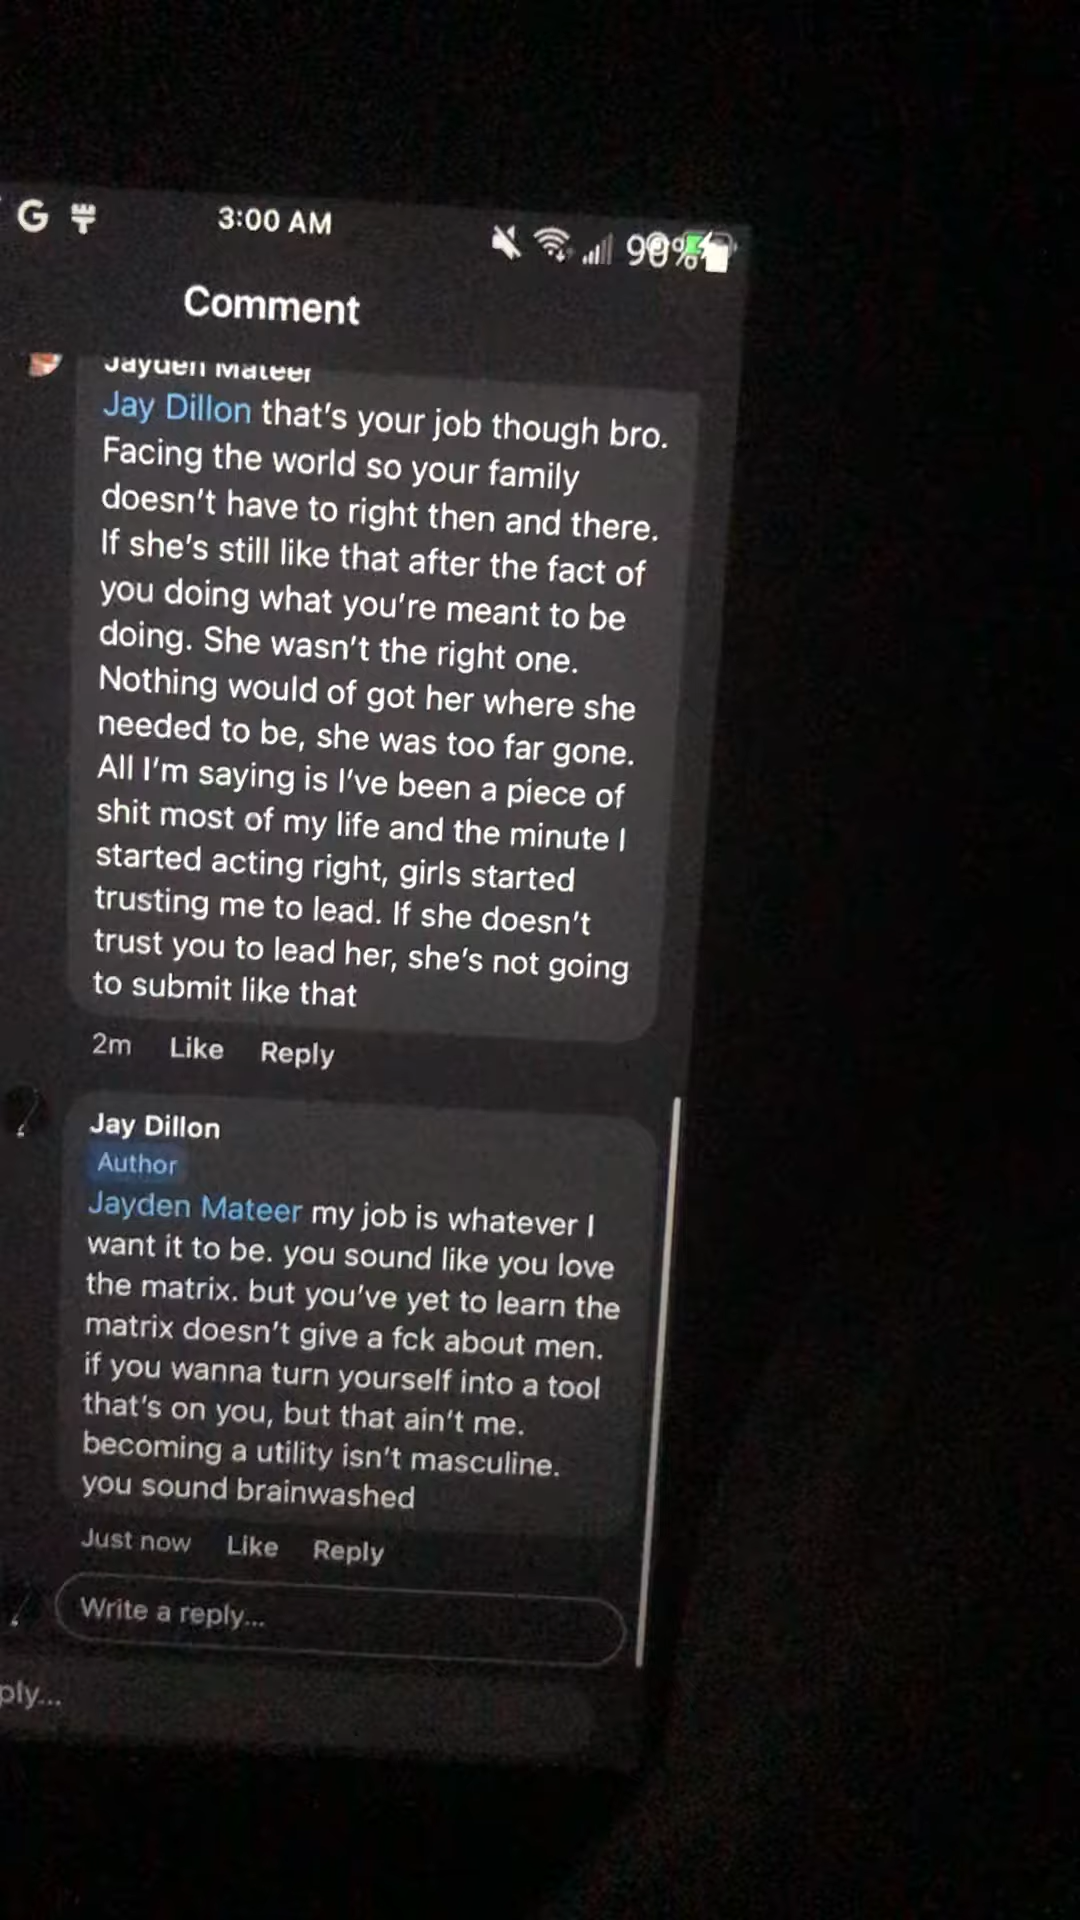 G
3:00 AM
Comment
Jayden Mateer
Jay Dillon that's your job though bro.
Facing the world so your family
doesn't have to right then and there.
If she's still like that after the fact of
you doing what you're meant to be
doing. She wasn't the right one.
Nothing would of got her where she
needed to be, she was too far gone.
All I'm saying is I've been a piece of
shit most of my life and the minute I
started acting right, girls started
trusting me to lead. If she doesn't
trust you to lead her, she's not going
to submit like that
2m Like Reply
Jay Dillon
Author
Jayden Mateer my job is whatever I
want it to be. you sound like you love
the matrix. but you've yet to learn the
matrix doesn't give a fck about men.
if you wanna turn yourself into a tool
that's on you, but that ain't me.
becoming a utility isn't masculine.
you sound brainwashed
Just now Like Reply
Write a reply...
ply...